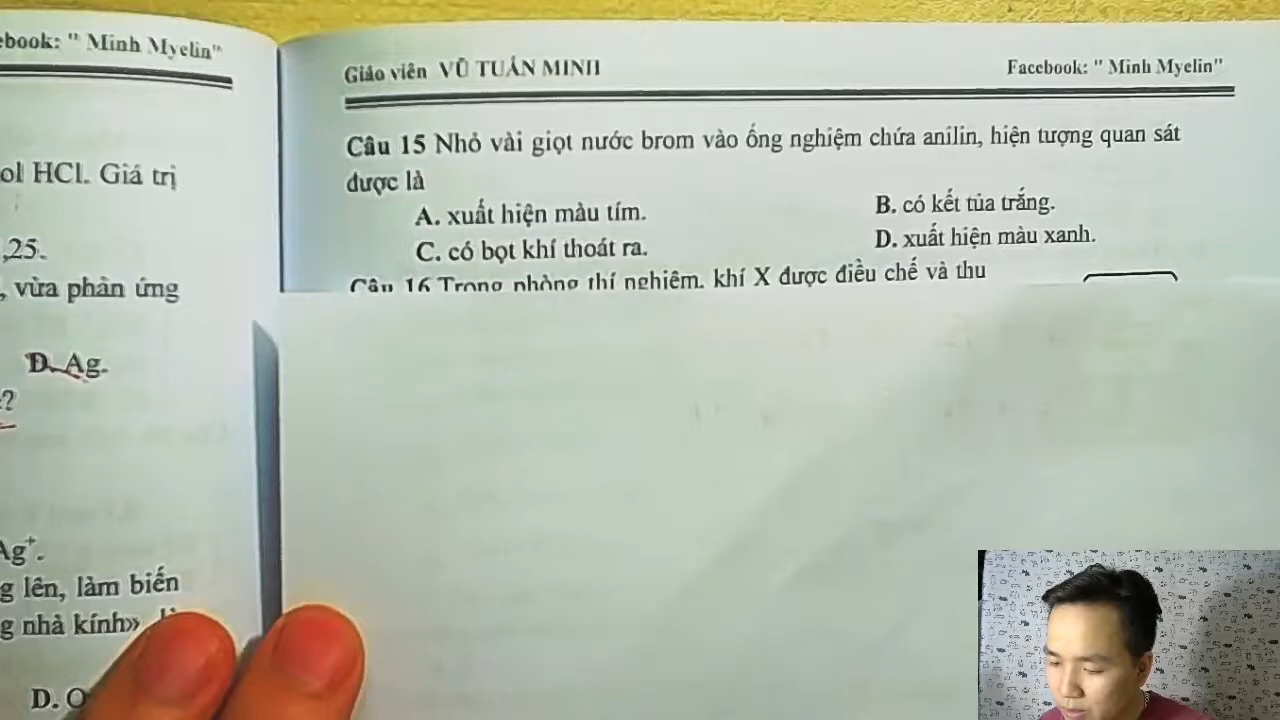 ebook: " Minh Myelin"
ol HCl. Giá trị
,25.
, vừa phản ứng
D. Ag.
?
Ag⁺.
g lên, làm biến
g nhà kính»
D. O
Giáo viên VŨ TUẤN MINH
Facebook: " Minh Myelin"
Câu 15 Nhỏ vài giọt nước brom vào ống nghiệm chứa anilin, hiện tượng quan sát
được là
A. xuất hiện màu tím.
B. có kết tủa trắng.
C. có bọt khí thoát ra.
D. xuất hiện màu xanh.
Câu 16 Trong phòng thí nghiệm, khí X được điều chế và thu